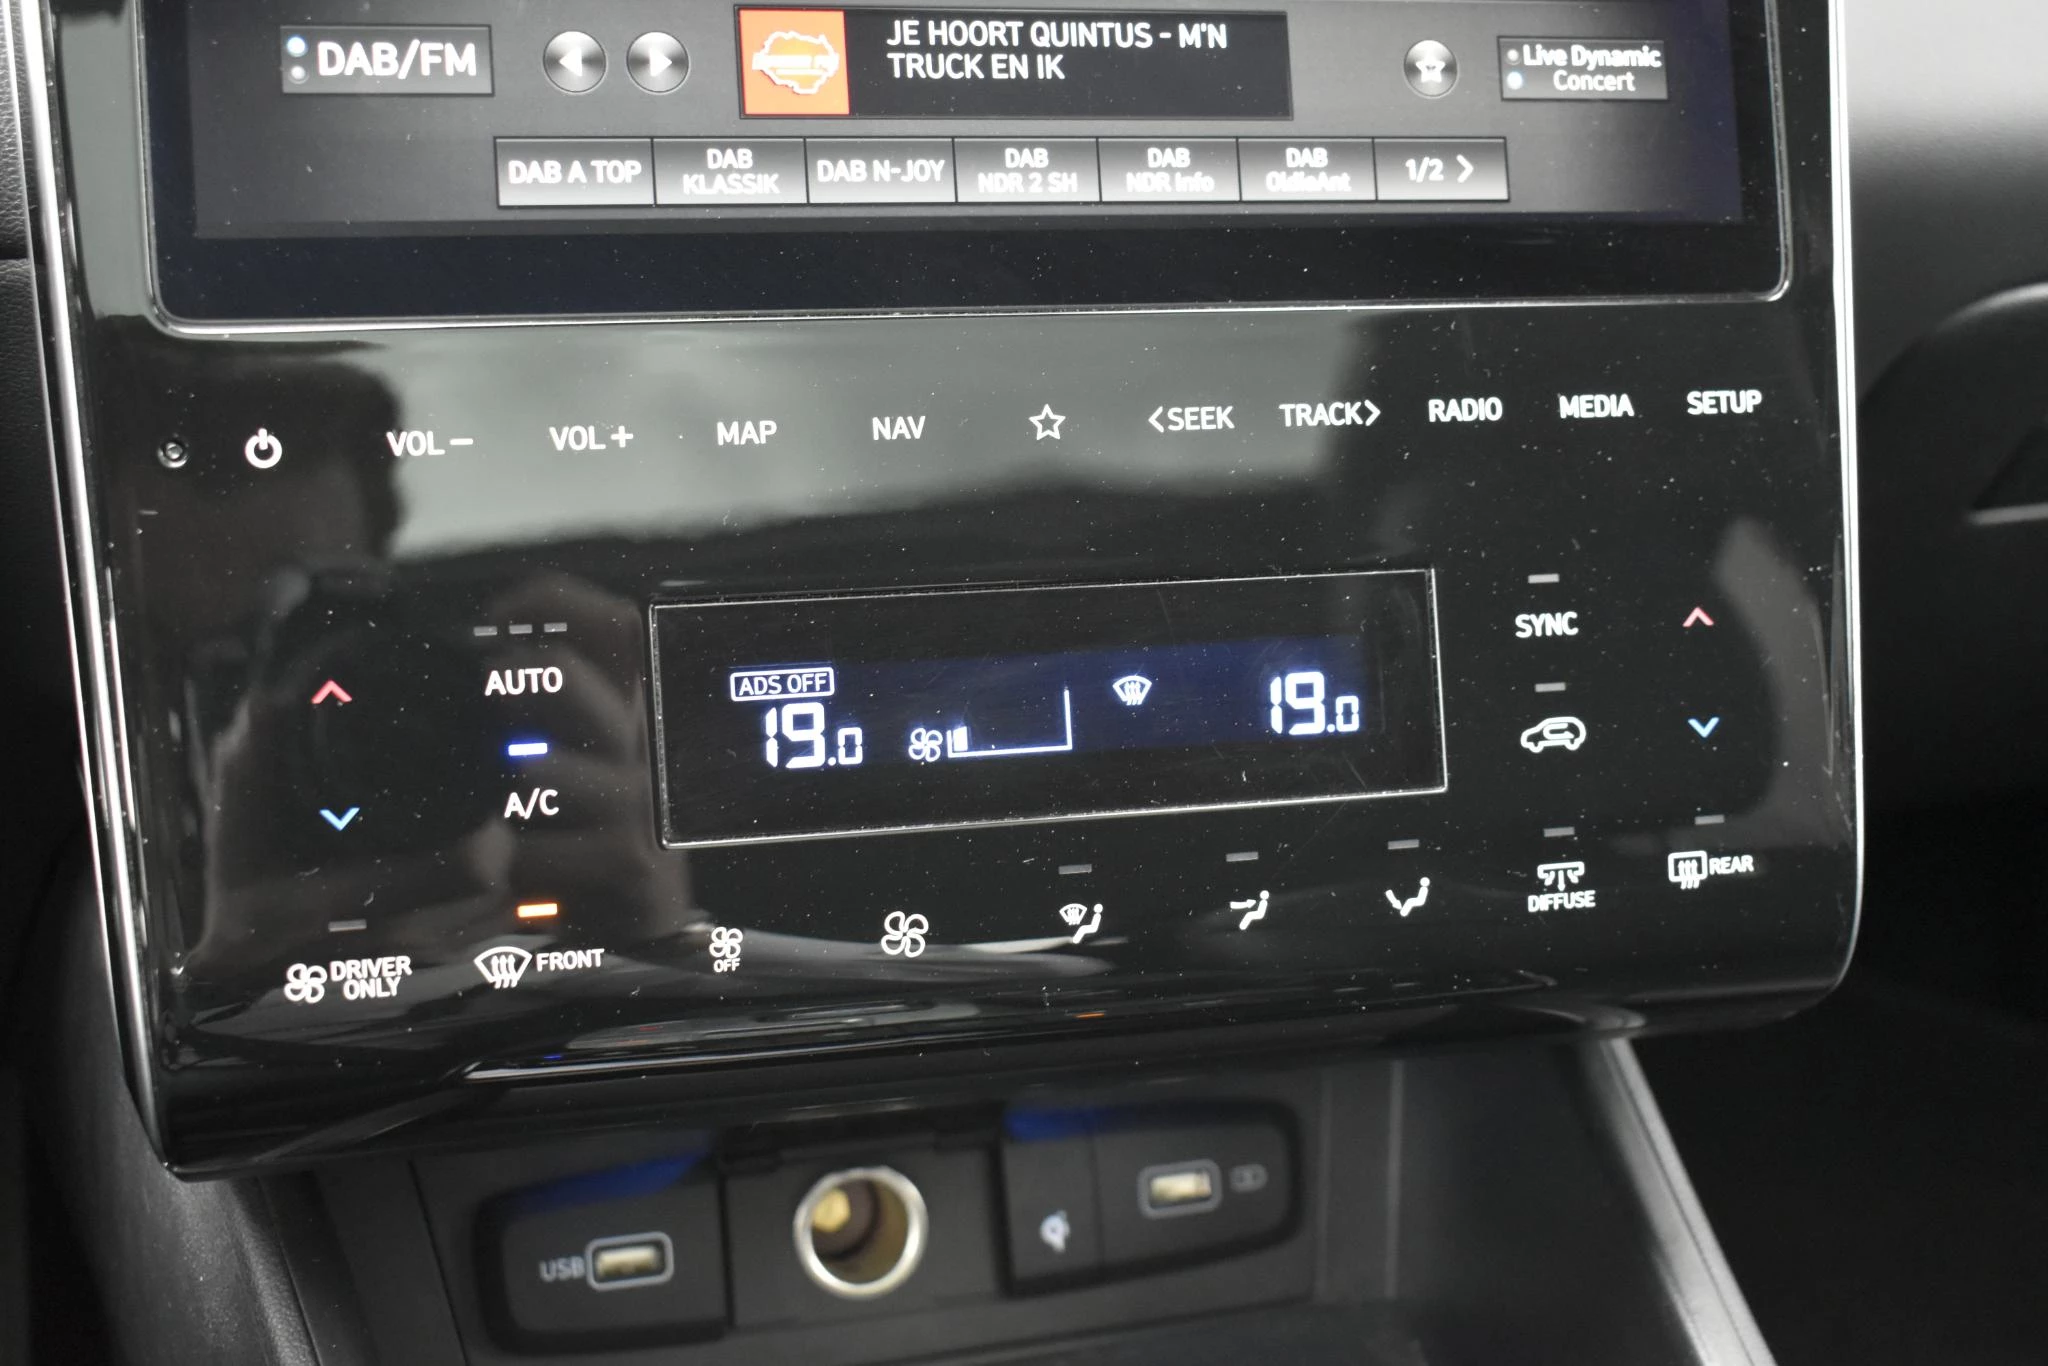 DAB/FM
JE HOORT QUINTUS - M'N
TRUCK EN IK
Live Dynamic
Concert
DAB A TOP
DAB
KLASSIK
DAB N-JOY
DAB
NDR 2 SH
DAB
NDR Info
DAB
OldieAnt
1/2 >
VOL −
VOL +
MAP
NAV
<SEEK
TRACK>
RADIO
MEDIA
SETUP
AUTO
A/C
ADS OFF
19.0
19.0
SYNC
DRIVER
ONLY
FRONT
OFF
DIFFUSE
REAR
USB